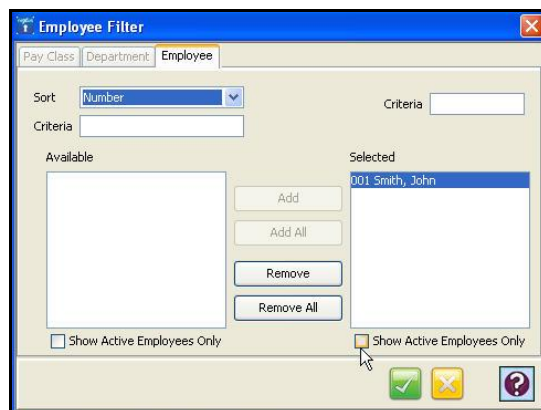 Employee Filter
Pay Class Department Employee
Sort Number
Criteria
Criteria
Available
Selected
001 Smith, John
Add
Add All
Remove
Remove All
Show Active Employees Only
Show Active Employees Only
?